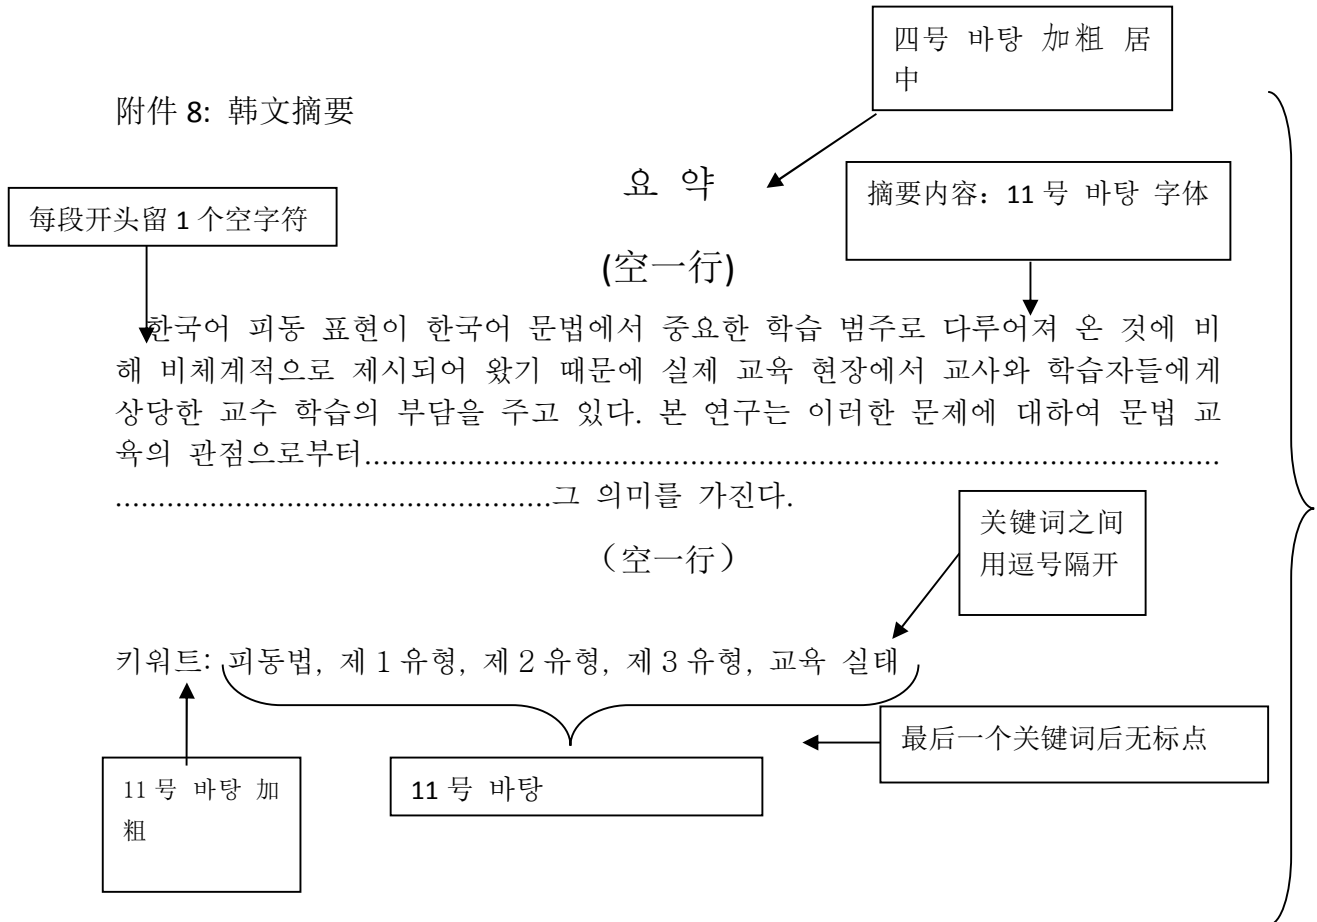 四号 바탕 加粗 居
中
附件 8: 韩文摘要
요 약
摘要内容：11 号 바탕 字体
每段开头留 1 个空字符
(空一行)
한국어 피동 표현이 한국어 문법에서 중요한 학습 범주로 다루어져 온 것에 비
해 비체계적으로 제시되어 왔기 때문에 실제 교육 현장에서 교사와 학습자들에게
상당한 교수 학습의 부담을 주고 있다. 본 연구는 이러한 문제에 대하여 문법 교
육의 관점으로부터....................................................................................................
...................................................그 의미를 가진다.
关键词之间
用逗号隔开
（空一行）
키워트: 피동법, 제 1 유형, 제 2 유형, 제 3 유형, 교육 실태
最后一个关键词后无标点
11 号 바탕 加
粗
11 号 바탕